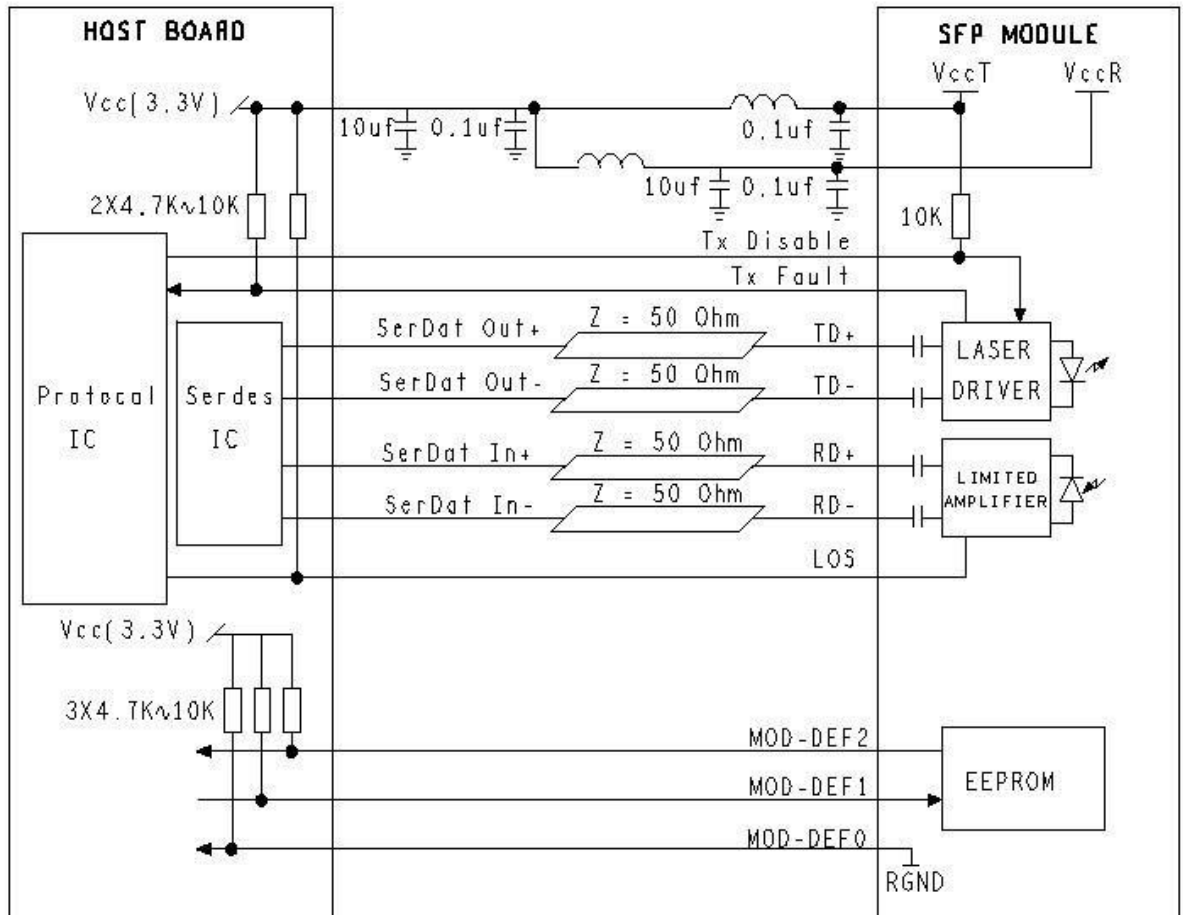 HOST BOARD
SFP MODULE
VccT
VccR
Vcc(3.3V)
10uf
0.1uf
0.1uf
10uf
0.1uf
2X4.7K~10K
10K
Tx Disable
Tx Fault
SerDat Out+
Z = 50 Ohm
TD+
SerDat Out-
Z = 50 Ohm
TD-
LASER
DRIVER
Protocal
IC
Serdes
IC
SerDat In+
Z = 50 Ohm
RD+
SerDat In-
Z = 50 Ohm
RD-
LIMITED
AMPLIFIER
LOS
Vcc(3.3V)
3X4.7K~10K
MOD-DEF2
MOD-DEF1
EEPROM
MOD-DEF0
RGND